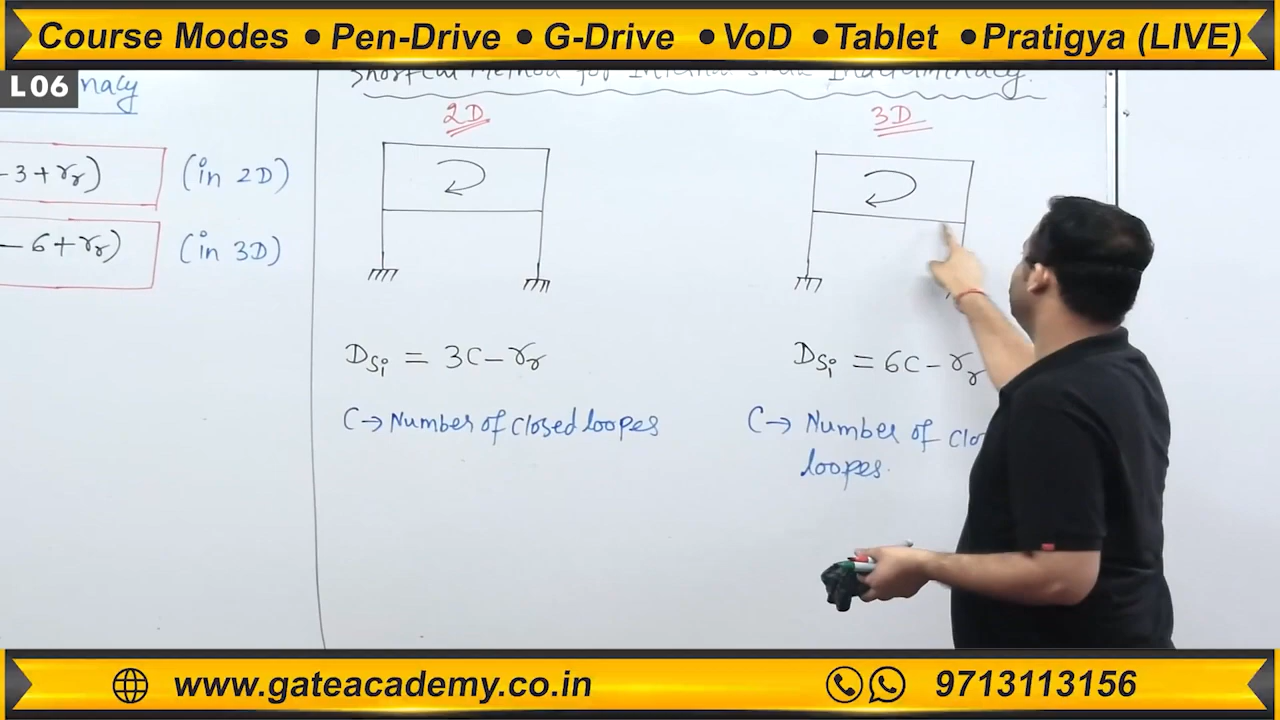 Course Modes • Pen-Drive • G-Drive • VoD • Tablet • Pratigya (LIVE)
L 06
nacy
Shortcut Method for Internal Static Indeterminacy.
- 3 + rr) (in 2D)
- 6 + rr) (in 3D)
2D
3D
Dsi = 3C - rr
C → Number of closed loopes
Dsi = 6C - rr
C → Number of clo
loopes.
www.gateacademy.co.in
9713113156